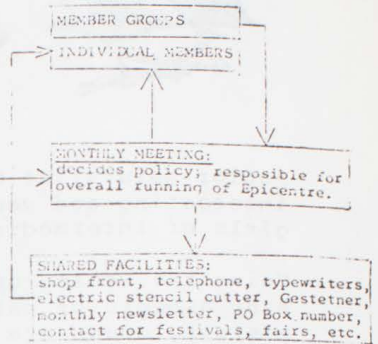 MEMBER GROUPS
INDIVIDUAL MEMBERS
MONTHLY MEETING:
decides policy; resposible for
overall running of Epicentre.
SHARED FACILITIES:
shop front, telephone, typewriters,
electric stencil cutter, Gestetner,
monthly newsletter, PO Box number,
contact for festivals, fairs, etc.